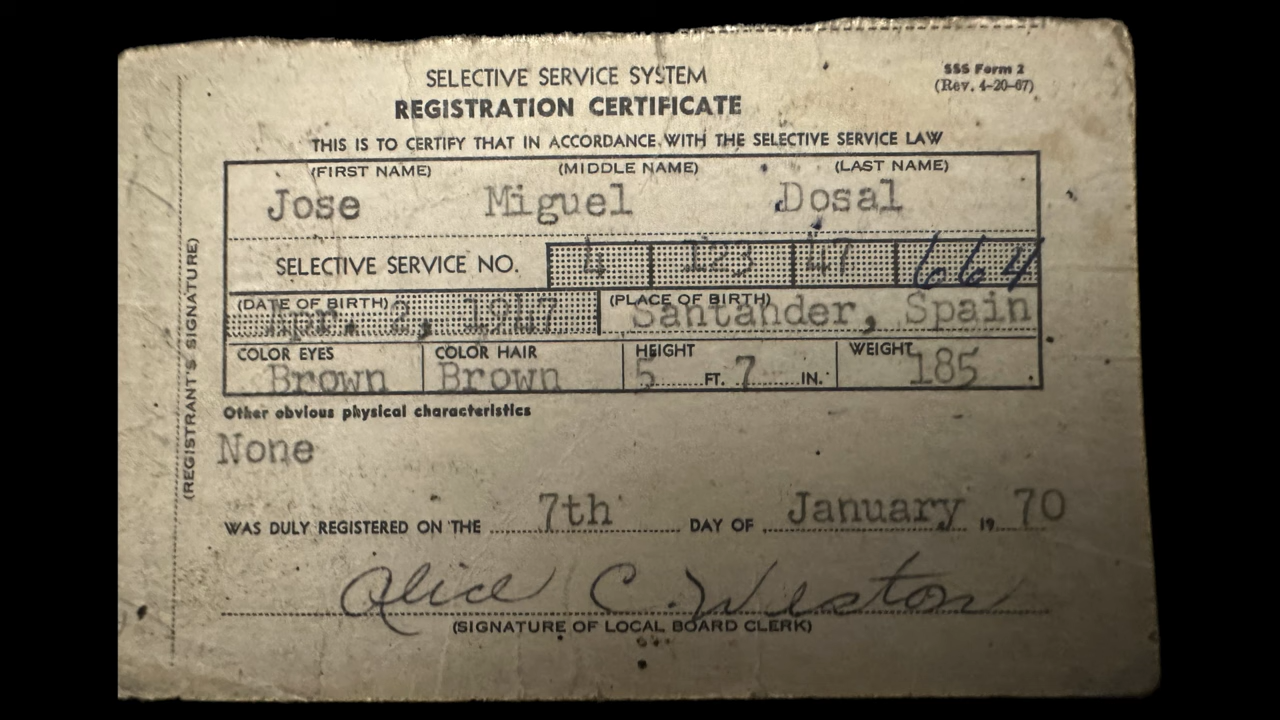 SELECTIVE SERVICE SYSTEM
SSS Form 2
(Rev. 4-20-67)
REGISTRATION CERTIFICATE
THIS IS TO CERTIFY THAT IN ACCORDANCE WITH THE SELECTIVE SERVICE LAW
(FIRST NAME) (MIDDLE NAME) (LAST NAME)
Jose Miguel Dosal
SELECTIVE SERVICE NO. 4 123 47 664
(DATE OF BIRTH) (PLACE OF BIRTH)
Apr. 2, 1947 Santander, Spain
COLOR EYES COLOR HAIR HEIGHT WEIGHT
Brown Brown 5 FT. 7 IN. 185
Other obvious physical characteristics
None
WAS DULY REGISTERED ON THE 7th DAY OF January 19 70
Alice C. Weston
(SIGNATURE OF LOCAL BOARD CLERK)
(REGISTRANT'S SIGNATURE)